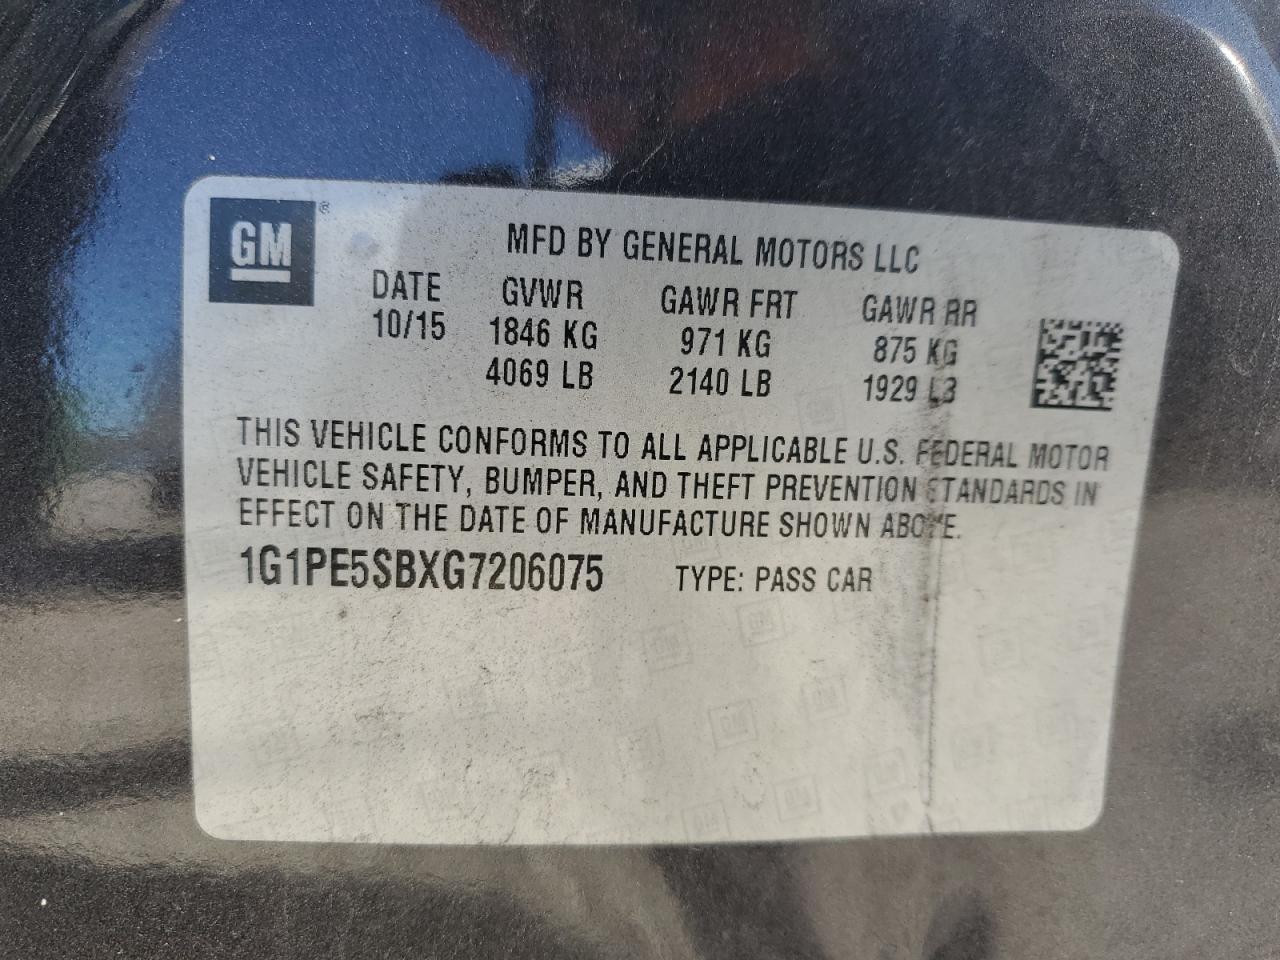 GM®
MFD BY GENERAL MOTORS LLC
DATE GVWR GAWR FRT GAWR RR
10/15 1846 KG 971 KG 875 KG
4069 LB 2140 LB 1929 LB
THIS VEHICLE CONFORMS TO ALL APPLICABLE U.S. FEDERAL MOTOR
VEHICLE SAFETY, BUMPER, AND THEFT PREVENTION STANDARDS IN
EFFECT ON THE DATE OF MANUFACTURE SHOWN ABOVE.
1G1PE5SBXG7206075 TYPE: PASS CAR